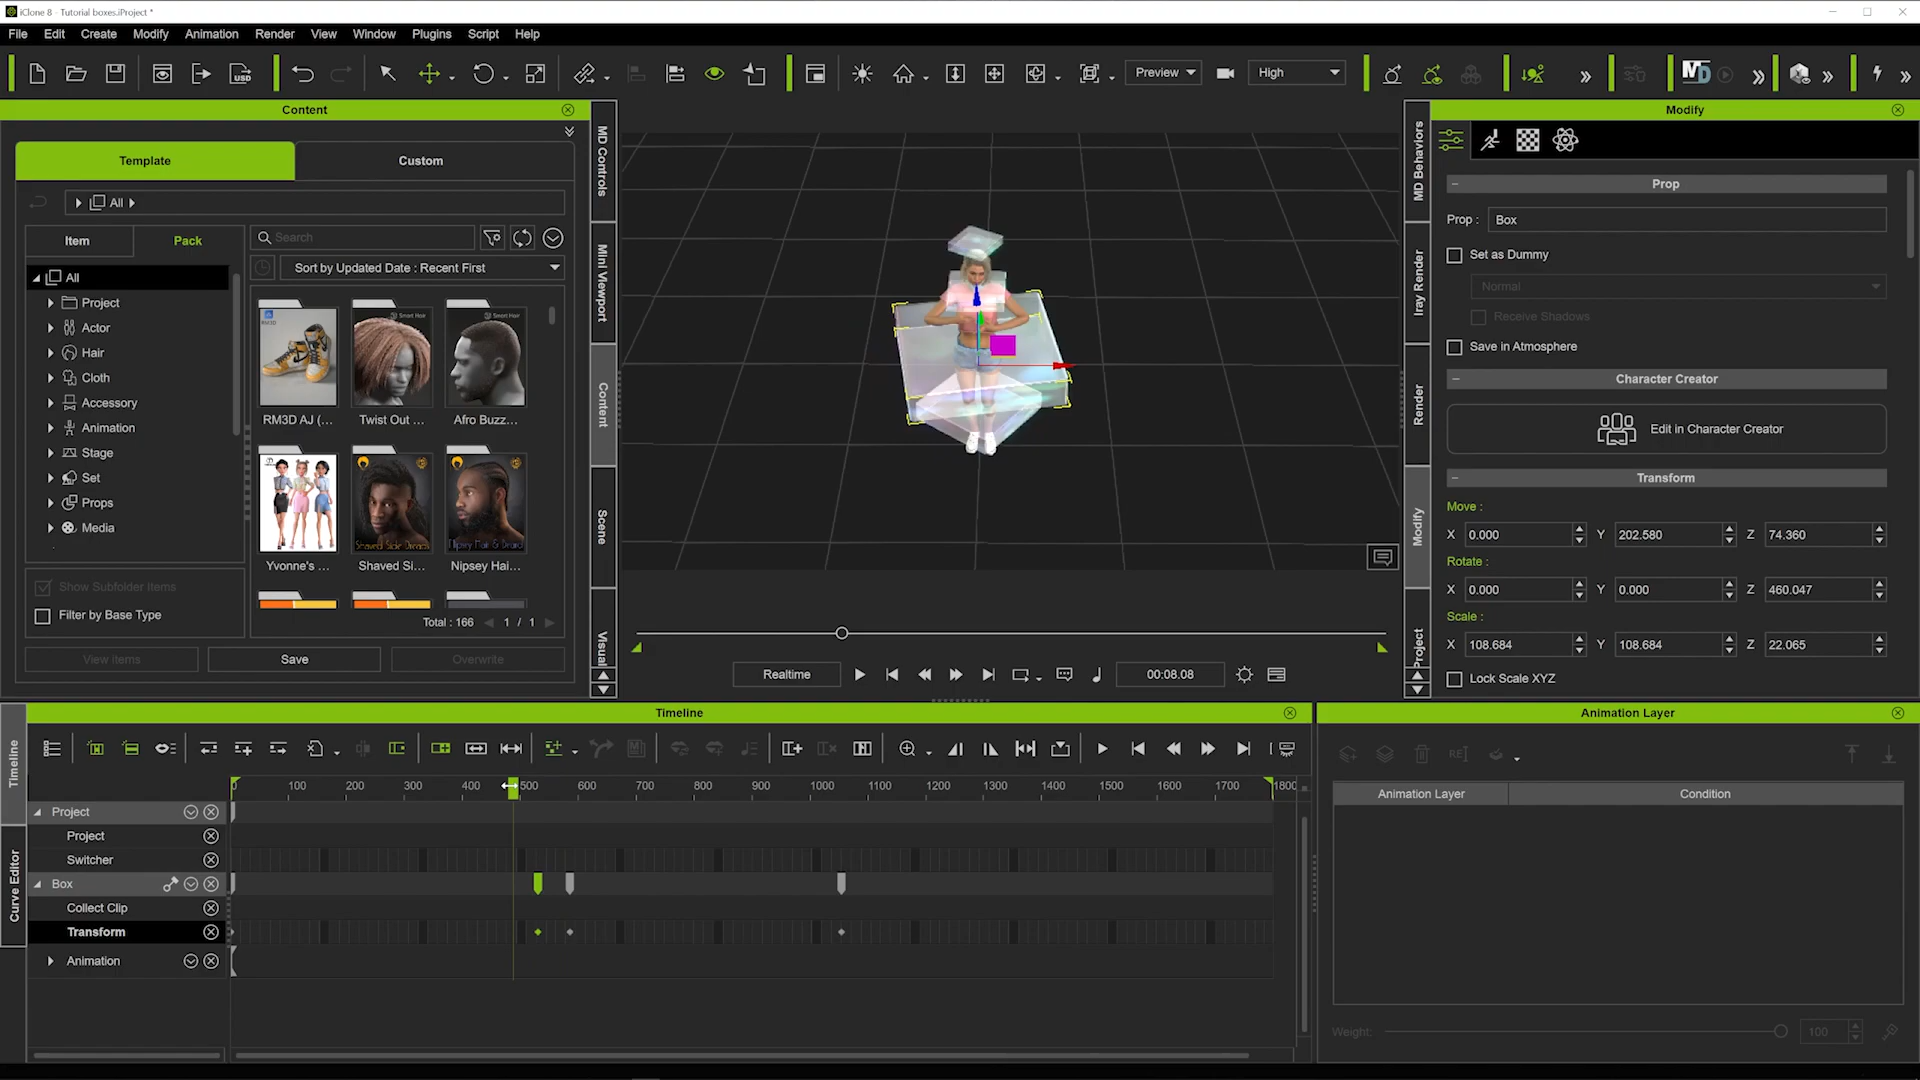 iClone 8 - Tutorial boxes.iProject *
File Edit Create Modify Animation Render View Window Plugins Script Help
USD Preview High MD
Content
Template Custom
All
Item Pack Search
Sort by Updated Date : Recent First
All
Project
Actor
Hair
Cloth
Accessory
Animation
Stage
Set
Props
Media
Show Subfolder Items
Filter by Base Type
RM3D AJ (... Twist Out ... Afro Buzz...
Yvonne's ... Shaved Si... Nipsey Hai...
Total : 166 1 / 1
View Items Save Overwrite
MD Controls
Mini Viewport
Content
Scene
Visual
Realtime 00:08.08
MD Behaviors
Iray Render
Render
Modify
Project
Modify
Prop
Prop : Box
Set as Dummy
Normal
Receive Shadows
Save in Atmosphere
Character Creator
Edit in Character Creator
Transform
Move :
X 0.000 Y 202.580 Z 74.360
Rotate :
X 0.000 Y 0.000 Z 460.047
Scale :
X 108.684 Y 108.684 Z 22.065
Lock Scale XYZ
Timeline
Timeline
Curve Editor
0 100 200 300 400 500 600 700 800 900 1000 1100 1200 1300 1400 1500 1600 1700 1800
Project
Project
Switcher
Box
Collect Clip
Transform
Animation
Animation Layer
Animation Layer Condition
Weight: 100